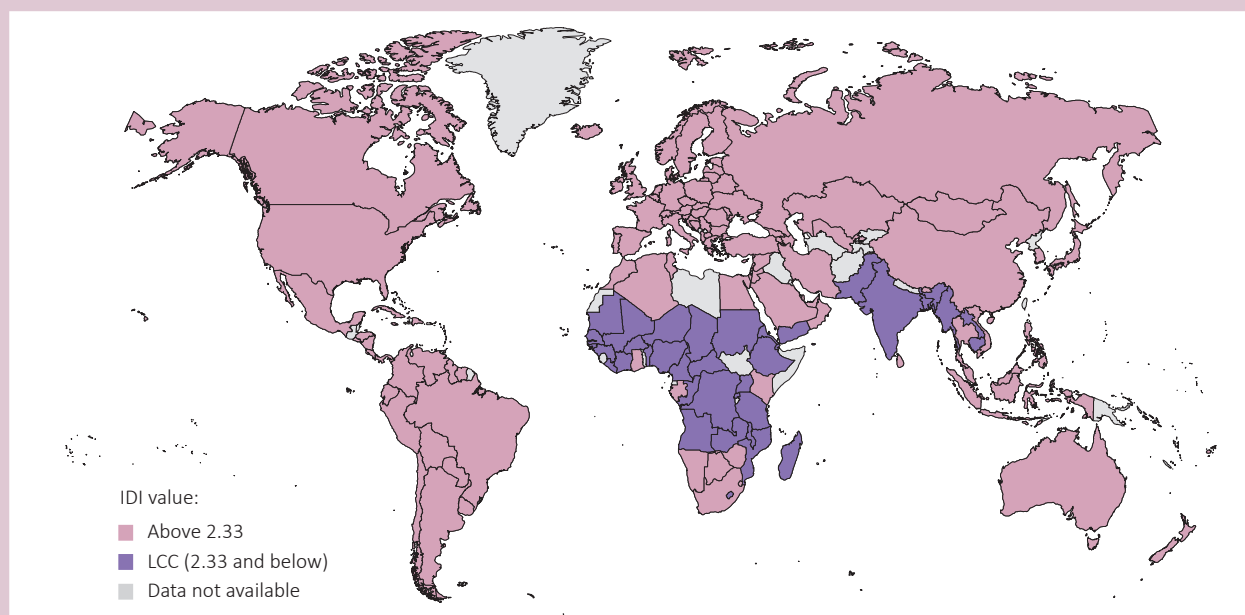 IDI value:
Above 2.33
LCC (2.33 and below)
Data not available